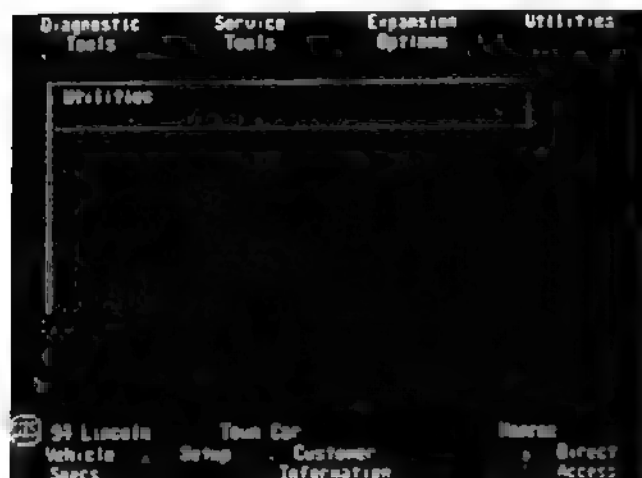 Diagnostic Service Expansion Utilities
Tools Tools Options
Utilities
94 Lincoln Town Car
Vehicle Setup Customer Direct
Specs Information Access